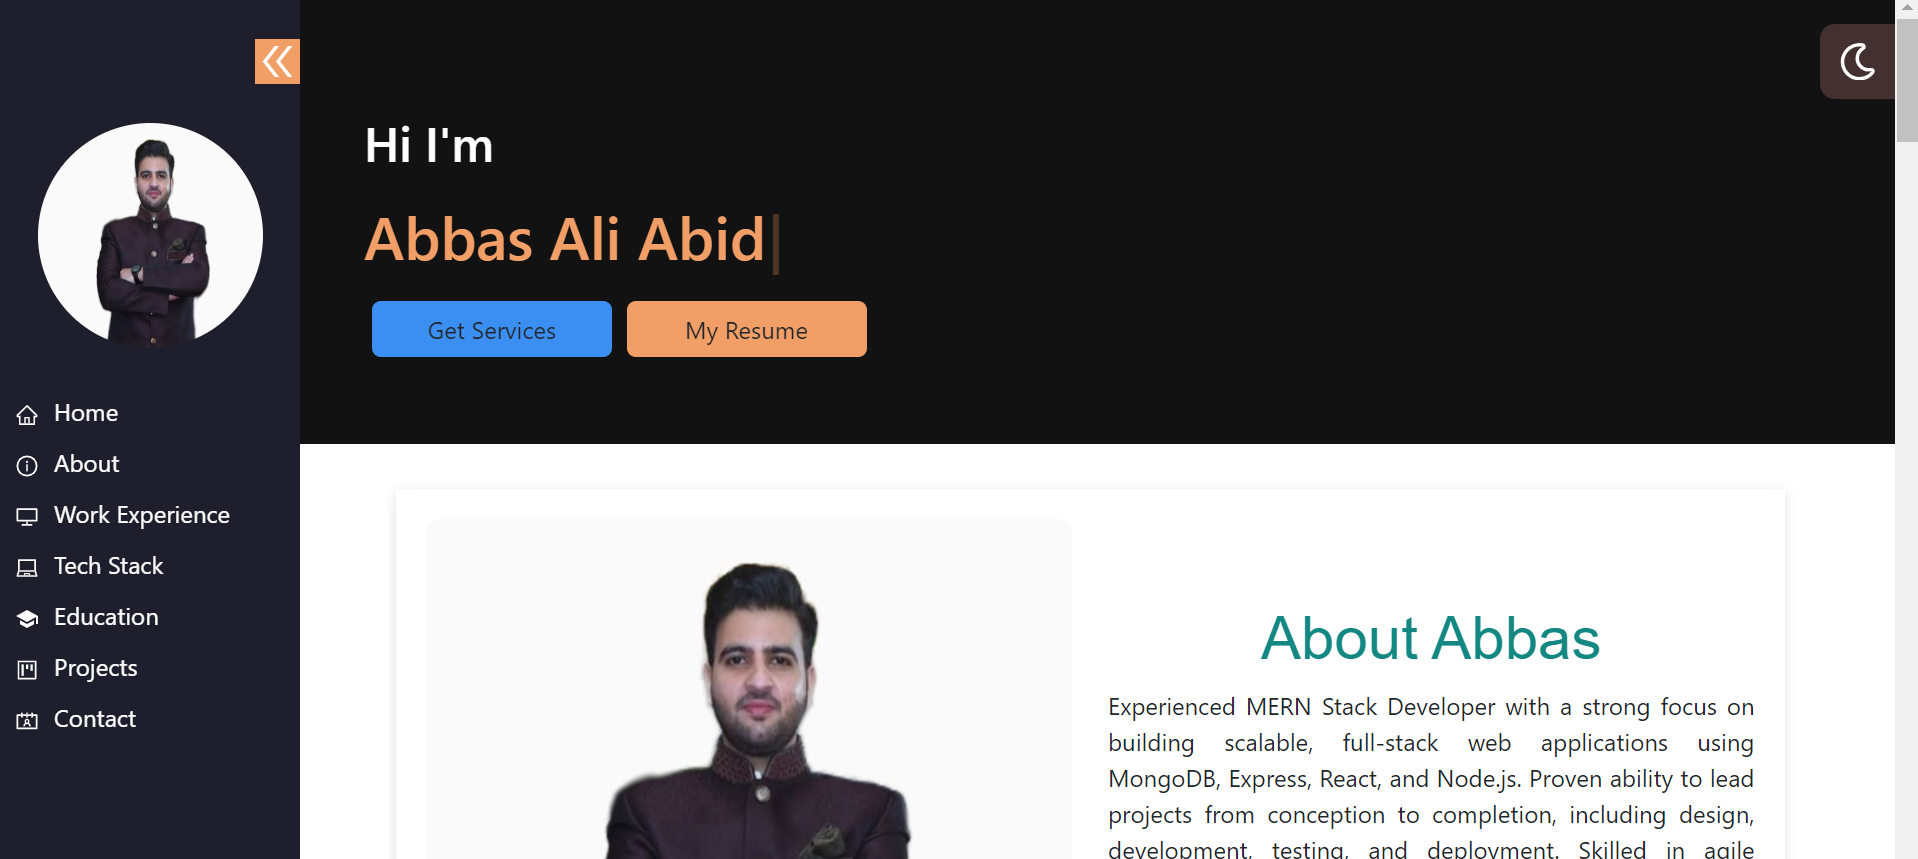 Hi I'm
Abbas Ali Abid
Get Services
My Resume
Home
About
Work Experience
Tech Stack
Education
Projects
Contact
About Abbas
Experienced MERN Stack Developer with a strong focus on
building scalable, full-stack web applications using
MongoDB, Express, React, and Node.js. Proven ability to lead
projects from conception to completion, including design,
development, testing, and deployment. Skilled in agile